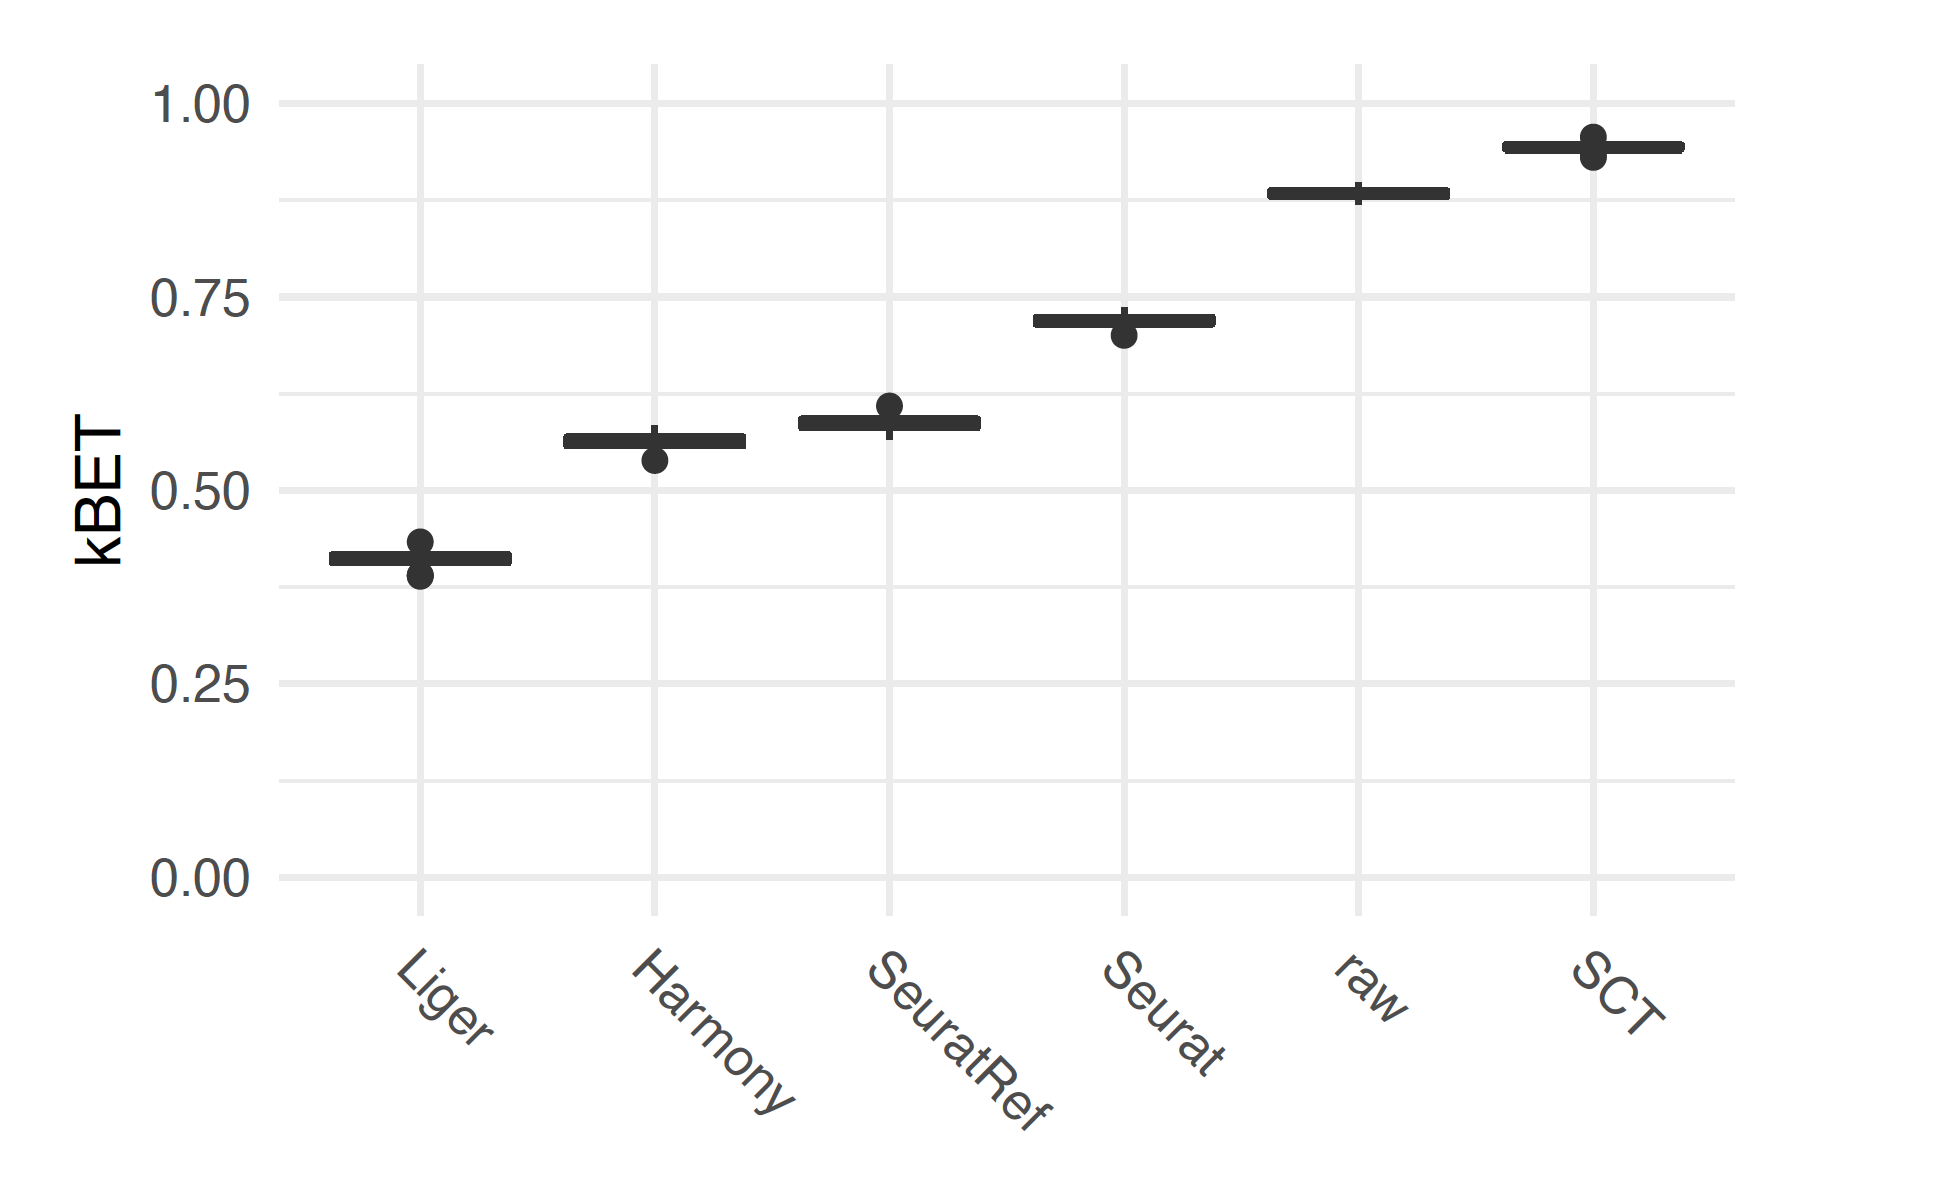 kBET
1.00
0.75
0.50
0.25
0.00
Liger
Harmony
SeuratRef
Seurat
raw
SCT